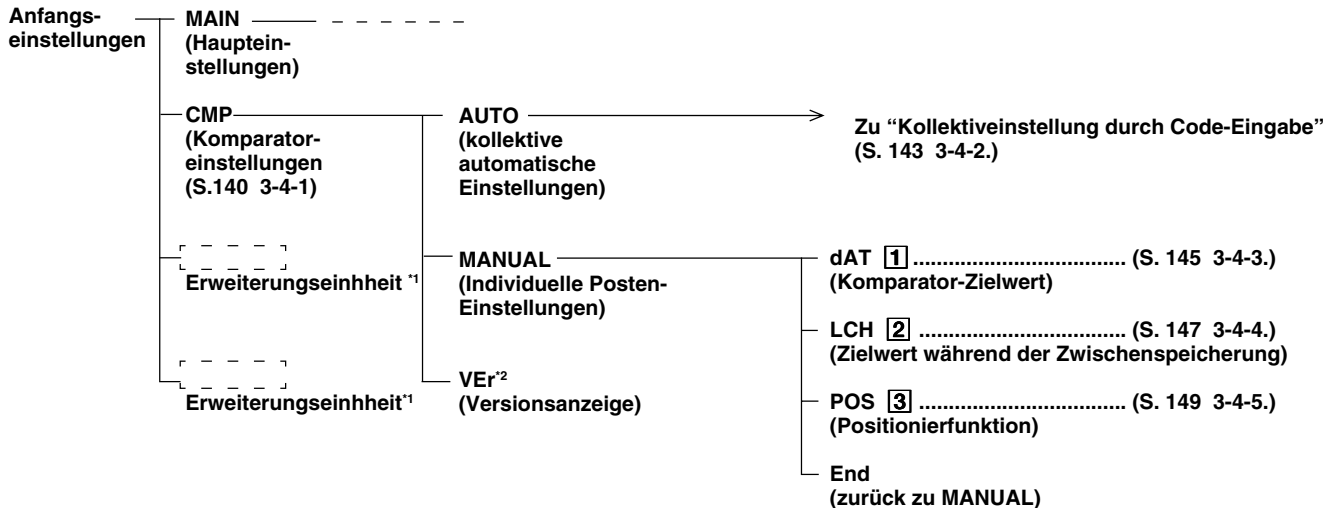 Anfangs-
einstellungen
MAIN
(Hauptein-
stellungen)
CMP
(Komparator-
einstellungen
(S.140 3-4-1)
Erweiterungseinhheit *1
Erweiterungseinhheit*1
AUTO
(kollektive
automatische
Einstellungen)
MANUAL
(Individuelle Posten-
Einstellungen)
VEr*2
(Versionsanzeige)
Zu “Kollektiveinstellung durch Code-Eingabe”
(S. 143 3-4-2.)
dAT 1 .................................. (S. 145 3-4-3.)
(Komparator-Zielwert)
LCH 2 ................................. (S. 147 3-4-4.)
(Zielwert während der Zwischenspeicherung)
POS 3 ................................. (S. 149 3-4-5.)
(Positionierfunktion)
End
(zurück zu MANUAL)